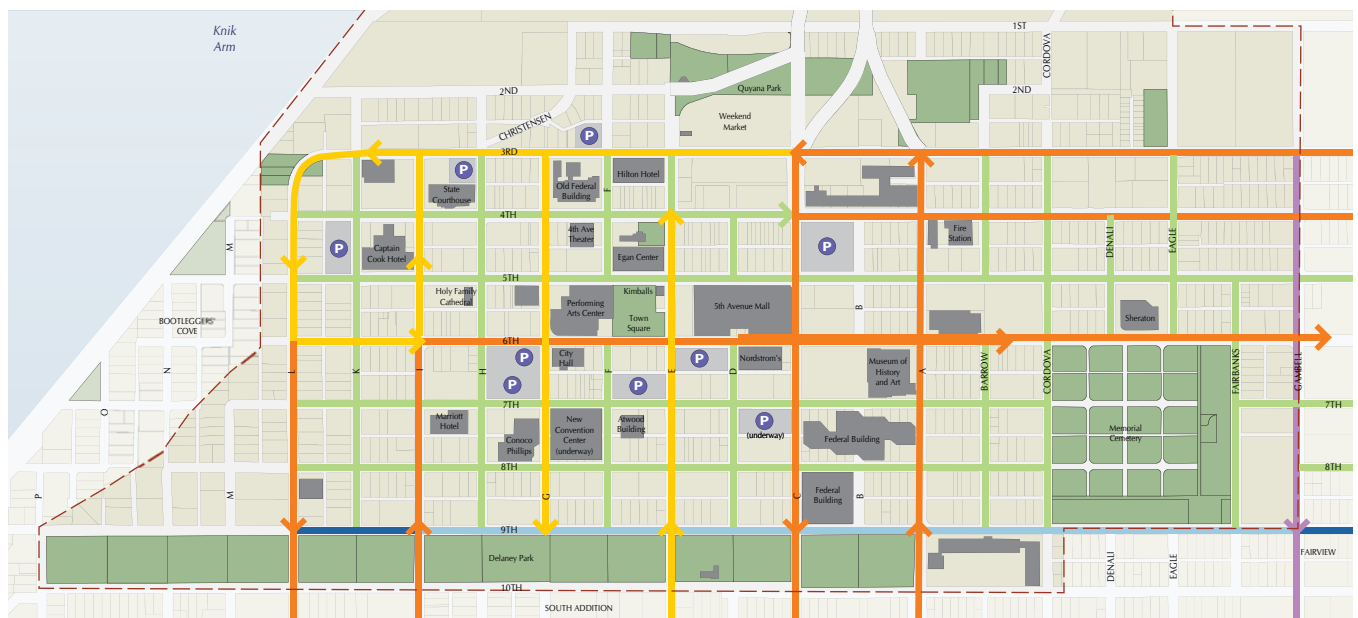 Knik
Arm
1ST
CORDOVA
2ND
Quyana Park
2ND
Weekend
Market
CHRISTENSEN
P
3RD
P
State
Courthouse
Old Federal
Building
F
Hilton Hotel
4TH
M
P
Captain
Cook Hotel
4th Ave
Theater
Egan Center
P
Fire
Station
DENALI
EAGLE
5TH
Holy Family
Cathedral
Performing
Arts Center
Kimballs
Town
Square
5th Avenue Mall
B
Sheraton
BOOTLEGGERS
COVE
6TH
N
L
K
I
H
P
City
Hall
F
E
P
D
Nordstrom's
Museum of
History
and Art
A
BARROW
CORDOVA
FAIRBANKS
GAMBELL
P
P
7TH
7TH
O
Marriott
Hotel
Conoco
Phillips
New
Convention
Center
(underway)
Atwood
Building
P
(underway)
Federal Building
Memorial
Cemetery
8TH
8TH
P
M
G
C
Federal
Building
B
9TH
Delaney Park
DENALI
EAGLE
FAIRVIEW
10TH
SOUTH ADDITION